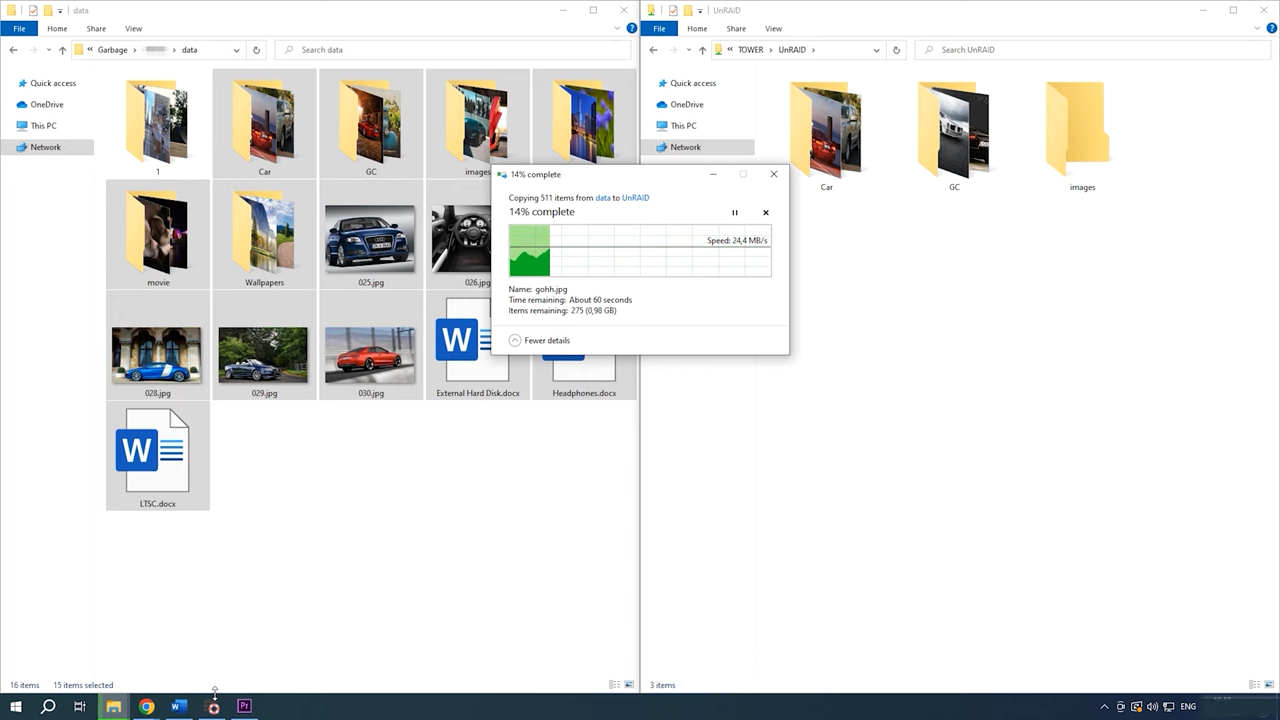 data
File
Home
Share
View
Garbage
data
Search data
Quick access
OneDrive
This PC
Network
1
Car
GC
images
movie
Wallpapers
025.jpg
026.jpg
028.jpg
029.jpg
030.jpg
External Hard Disk.docx
Headphones.docx
LTSC.docx
16 items
15 items selected
14% complete
Copying 511 items from data to UnRAID
14% complete
Speed: 24,4 MB/s
Name: gohh.jpg
Time remaining: About 60 seconds
Items remaining: 275 (0,98 GB)
Fewer details
UnRAID
File
Home
Share
View
TOWER
UnRAID
Search UnRAID
Quick access
OneDrive
This PC
Network
Car
GC
images
3 items
ENG